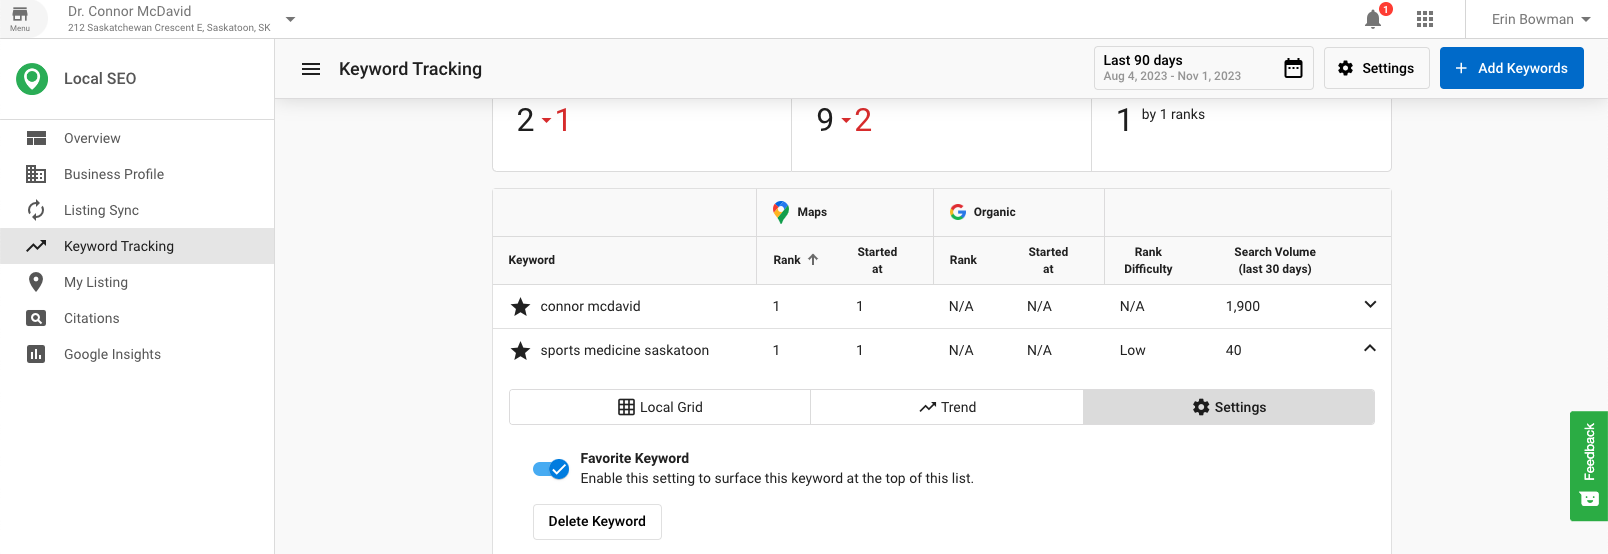 Menu
Dr. Connor McDavid
212 Saskatchewan Crescent E, Saskatoon, SK
1
Erin Bowman
Local SEO
Keyword Tracking
Last 90 days
Aug 4, 2023 - Nov 1, 2023
Settings
Add Keywords
Overview
Business Profile
Listing Sync
Keyword Tracking
My Listing
Citations
Google Insights
2 1
9 2
1 by 1 ranks
Maps
Organic
Keyword
Rank
Started
at
Rank
Started
at
Rank
Difficulty
Search Volume
(last 30 days)
connor mcdavid 1 1 N/A N/A N/A 1,900
sports medicine saskatoon 1 1 N/A N/A Low 40
Local Grid
Trend
Settings
Favorite Keyword
Enable this setting to surface this keyword at the top of this list.
Delete Keyword
Feedback